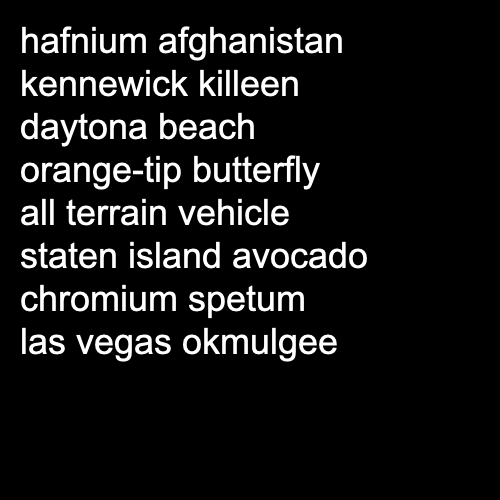 hafnium afghanistan
kennewick killeen
daytona beach
orange-tip butterfly
all terrain vehicle
staten island avocado
chromium spetum
las vegas okmulgee